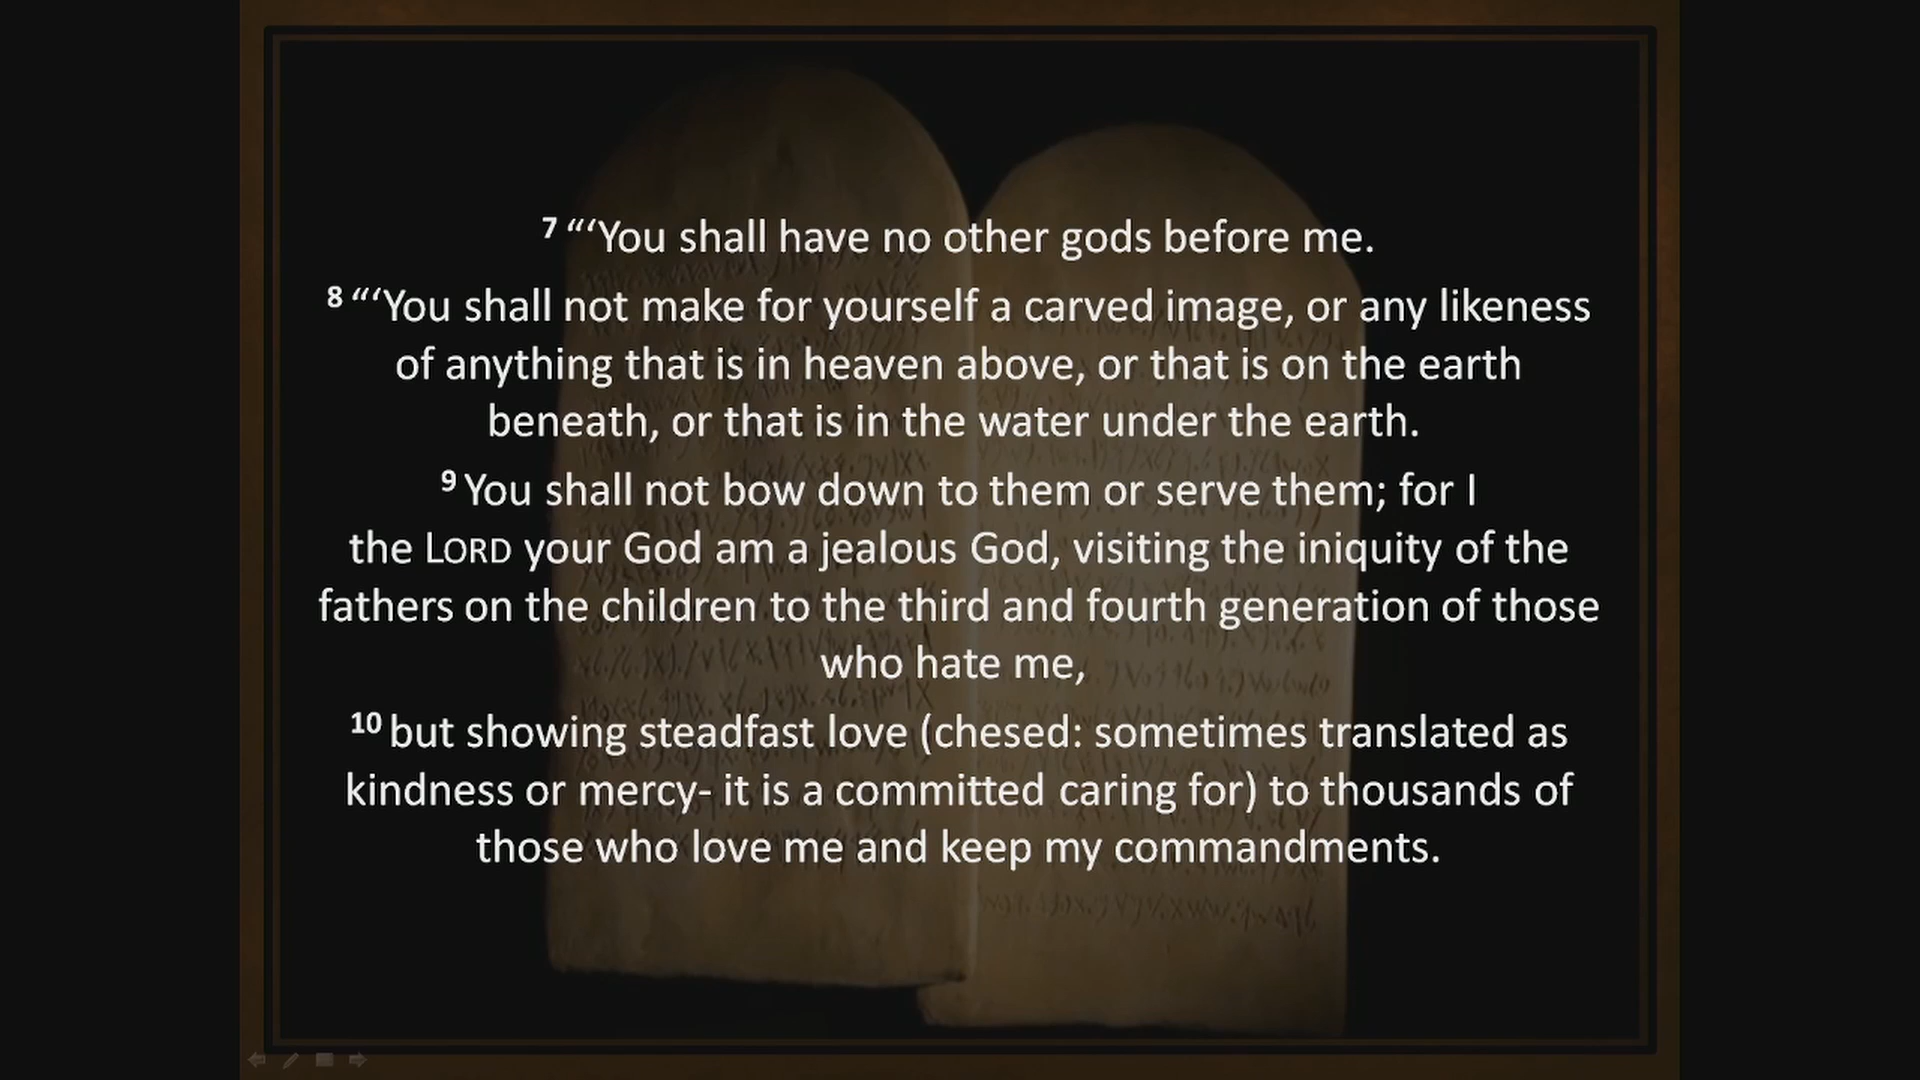 7 “‘You shall have no other gods before me.
8 “‘You shall not make for yourself a carved image, or any likeness
of anything that is in heaven above, or that is on the earth
beneath, or that is in the water under the earth.
9 You shall not bow down to them or serve them; for I
the LORD your God am a jealous God, visiting the iniquity of the
fathers on the children to the third and fourth generation of those
who hate me,
10 but showing steadfast love (chesed: sometimes translated as
kindness or mercy- it is a committed caring for) to thousands of
those who love me and keep my commandments.